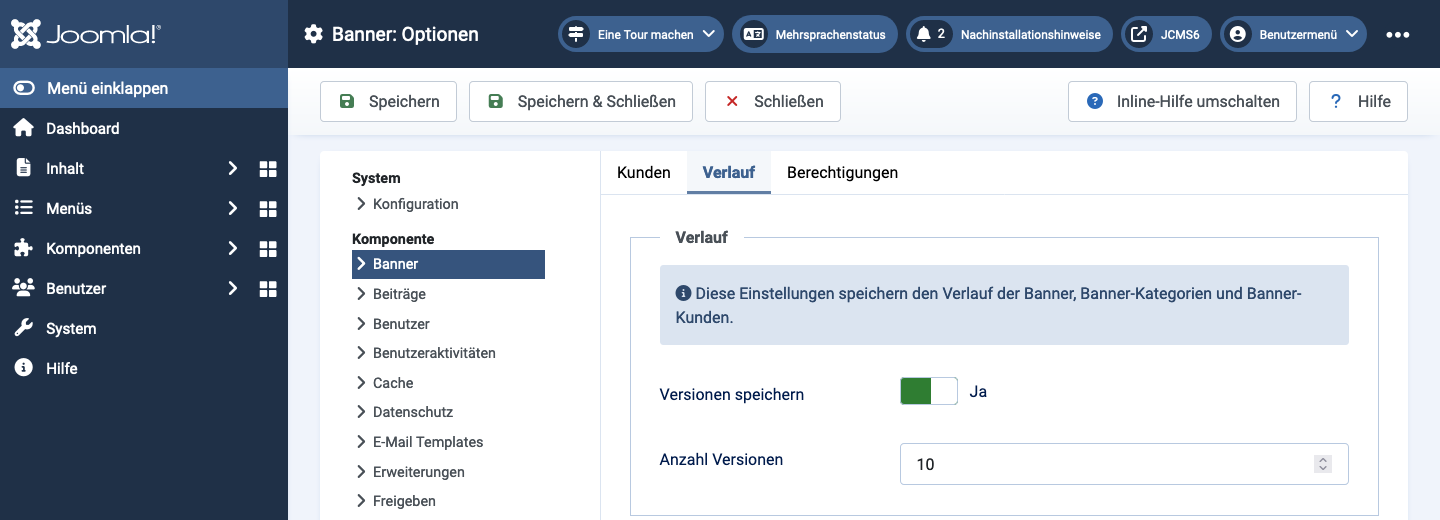 Joomla!®
Banner: Optionen
Eine Tour machen
Mehrsprachenstatus
2 Nachinstallationshinweise
JCMS6
Benutzermenü
Menü einklappen
Dashboard
Inhalt
Menüs
Komponenten
Benutzer
System
Hilfe
Speichern
Speichern & Schließen
Schließen
Inline-Hilfe umschalten
? Hilfe
System
Konfiguration
Komponente
Banner
Beiträge
Benutzer
Benutzeraktivitäten
Cache
Datenschutz
E-Mail Templates
Erweiterungen
Freigeben
Kunden
Verlauf
Berechtigungen
Verlauf
Diese Einstellungen speichern den Verlauf der Banner, Banner-Kategorien und Banner-
Kunden.
Versionen speichern
Ja
Anzahl Versionen
10